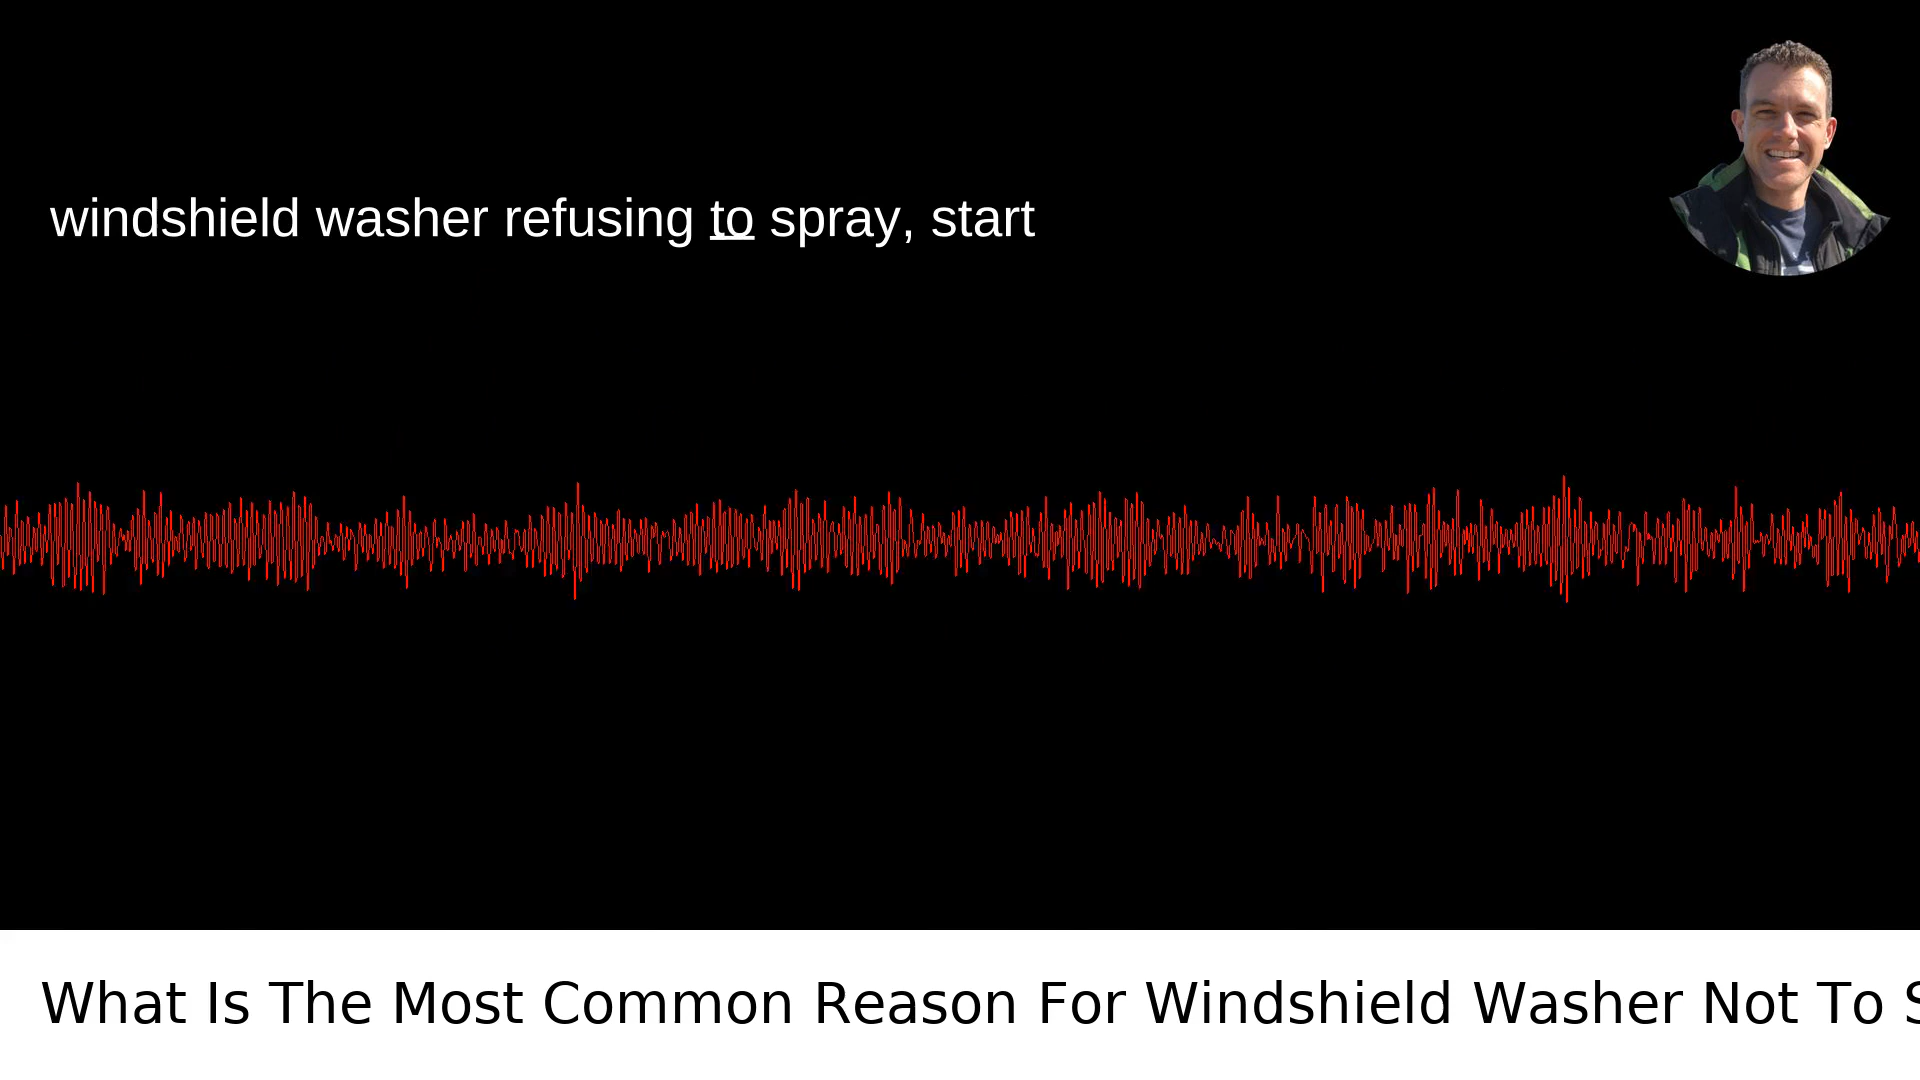 windshield washer refusing to spray, start
What Is The Most Common Reason For Windshield Washer Not To S